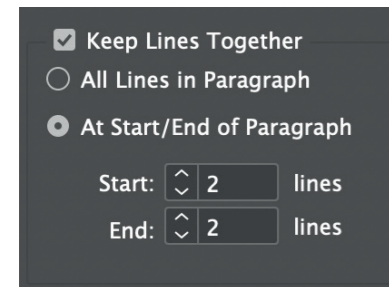 Keep Lines Together
All Lines in Paragraph
At Start/End of Paragraph
Start: 2 lines
End: 2 lines